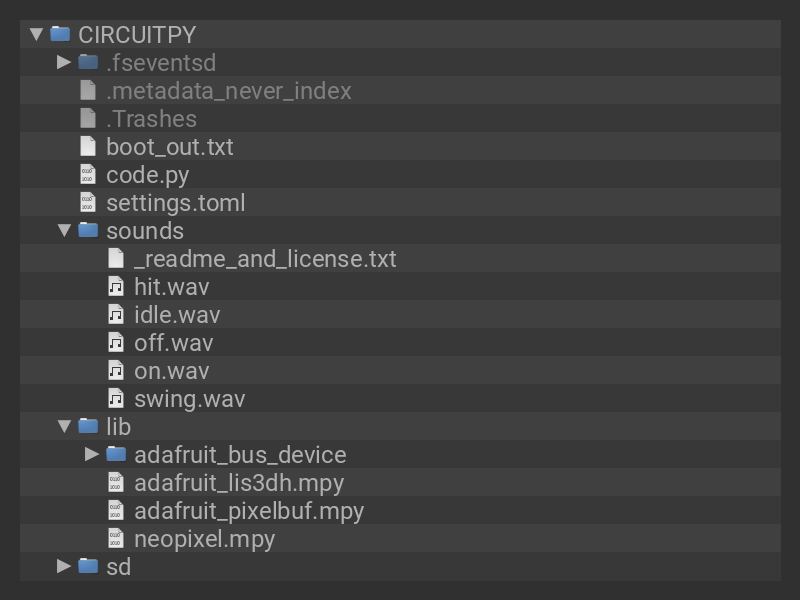 CIRCUITPY
.fseventsd
.metadata_never_index
.Trashes
boot_out.txt
code.py
settings.toml
sounds
_readme_and_license.txt
hit.wav
idle.wav
off.wav
on.wav
swing.wav
lib
adafruit_bus_device
adafruit_lis3dh.mpy
adafruit_pixelbuf.mpy
neopixel.mpy
sd